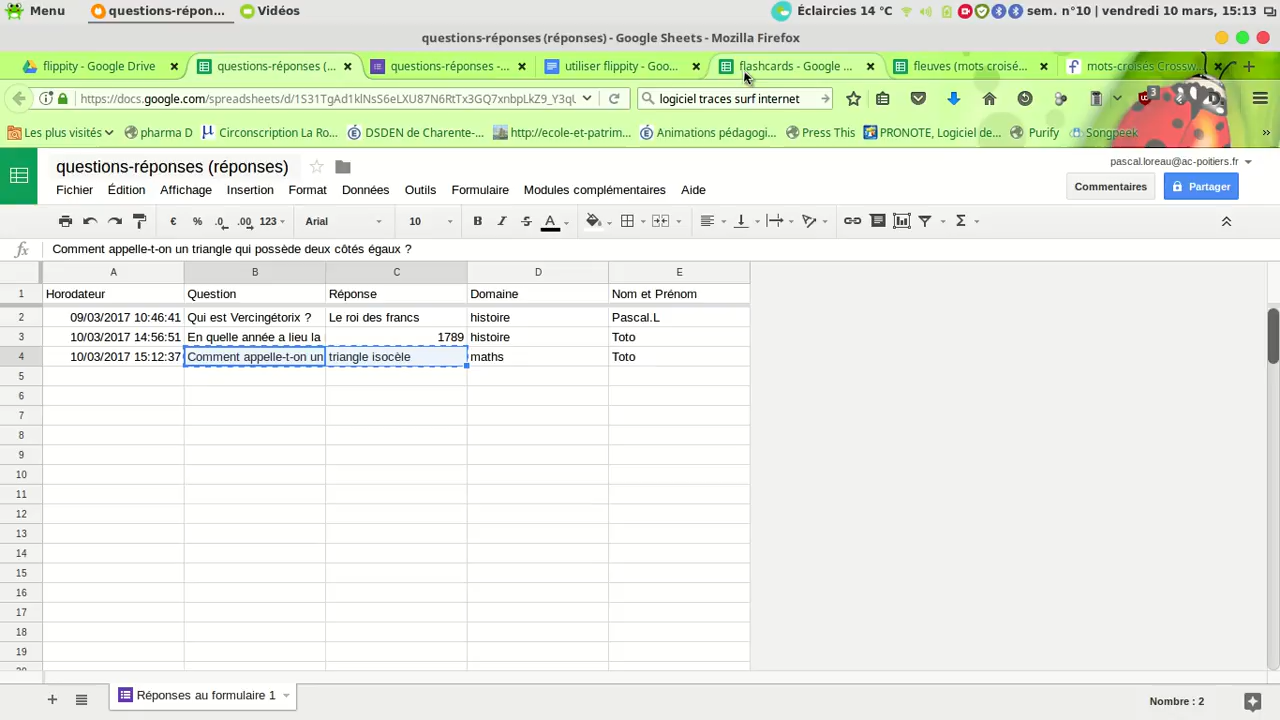 Menu questions-répon... Vidéos Éclaircies 14 °C sem. n°10 | vendredi 10 mars, 15:13
questions-réponses (réponses) - Google Sheets - Mozilla Firefox
flippity - Google Drive questions-réponses (... questions-réponses -... utiliser flippity - Goo... flashcards - Google ... fleuves (mots croisé... mots-croisés Crossw...
https://docs.google.com/spreadsheets/d/1S31TgAd1klNsS6eLXU87N6RtTx3GQ7xnbpLkZ9_Y3qU logiciel traces surf internet 3
Les plus visités pharma D Circonscription La Ro... DSDEN de Charente-... http://ecole-et-patrim... Animations pédagogi... Press This PRONOTE, Logiciel de... Purify Songpeek
questions-réponses (réponses) pascal.loreau@ac-poitiers.fr
Fichier Édition Affichage Insertion Format Données Outils Formulaire Modules complémentaires Aide Commentaires Partager
€ % .0 .00 123 Arial 10 B I A Σ
fx Comment appelle-t-on un triangle qui possède deux côtés égaux ?
A B C D E
1 Horodateur Question Réponse Domaine Nom et Prénom
2 09/03/2017 10:46:41 Qui est Vercingétorix ? Le roi des francs histoire Pascal.L
3 10/03/2017 14:56:51 En quelle année a lieu la 1789 histoire Toto
4 10/03/2017 15:12:37 Comment appelle-t-on un triangle isocèle maths Toto
5
6
7
8
9
10
11
12
13
14
15
16
17
18
19
Réponses au formulaire 1 Nombre : 2